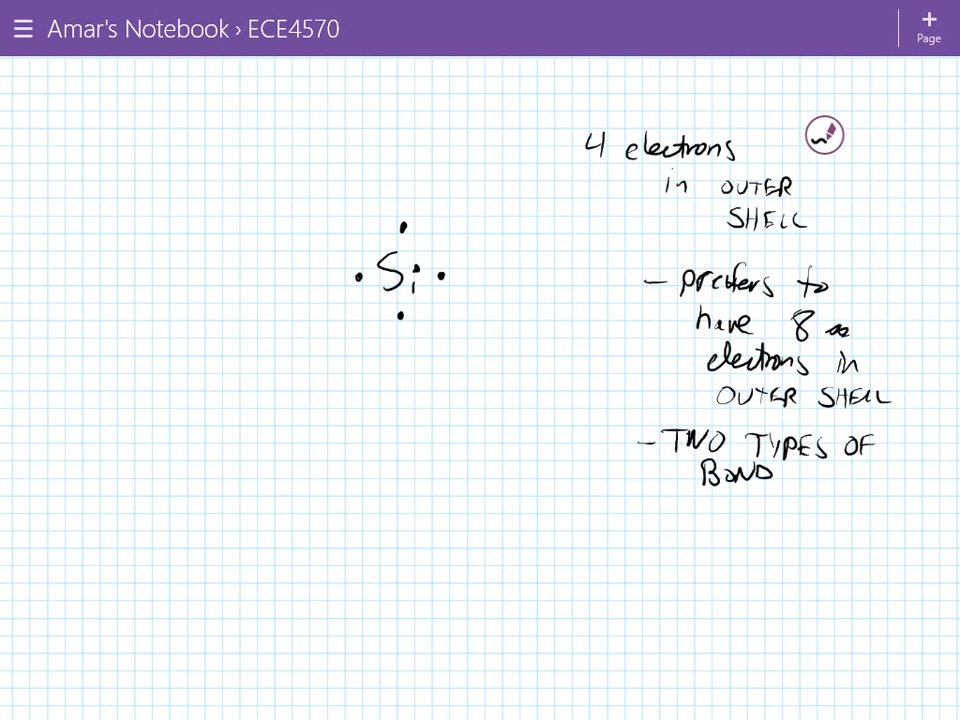 Amar's Notebook › ECE4570
Page
4 electrons
in OUTER
SHELL
Si
- prefers to
have 8
electrons in
OUTER SHELL
- TWO TYPES OF
BOND